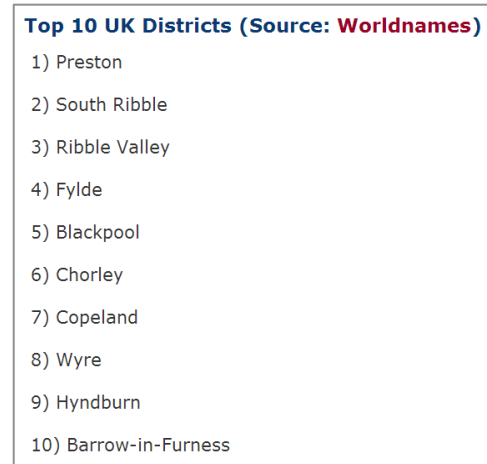 Top 10 UK Districts (Source: Worldnames)
1) Preston
2) South Ribble
3) Ribble Valley
4) Fylde
5) Blackpool
6) Chorley
7) Copeland
8) Wyre
9) Hyndburn
10) Barrow-in-Furness